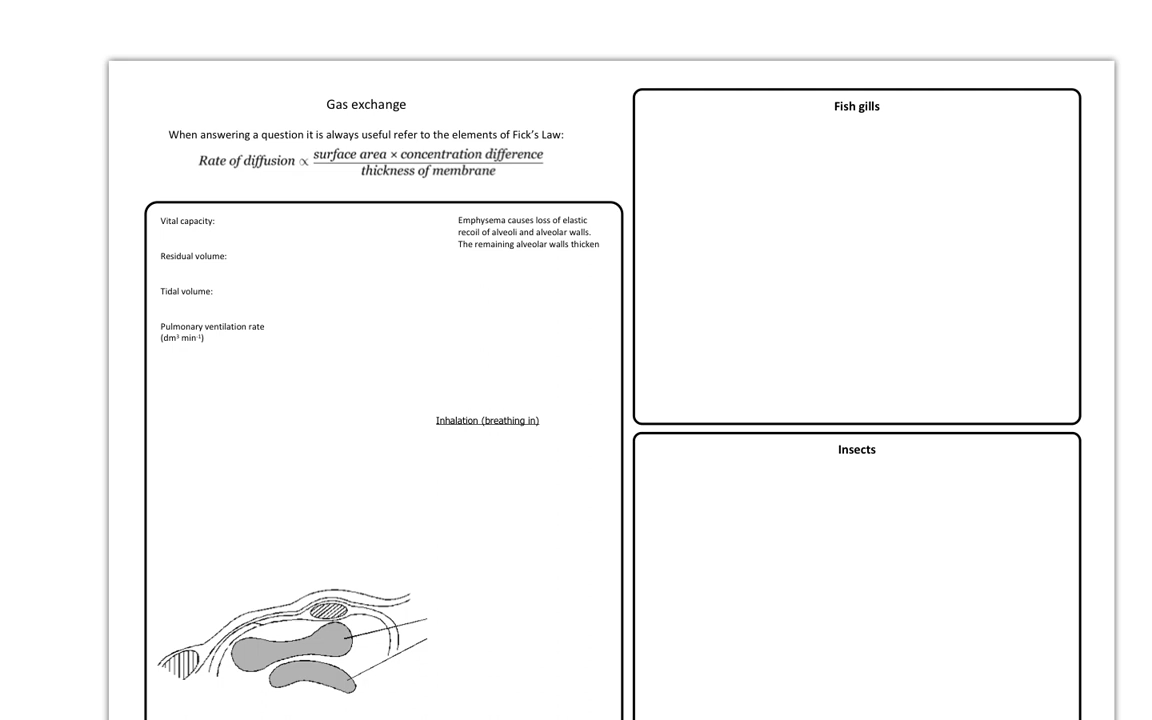 Gas exchange
When answering a question it is always useful refer to the elements of Fick's Law:
Rate of diffusion ∝ surface area × concentration difference / thickness of membrane
Vital capacity:
Residual volume:
Tidal volume:
Pulmonary ventilation rate
(dm³ min⁻¹)
Emphysema causes loss of elastic
recoil of alveoli and alveolar walls.
The remaining alveolar walls thicken
Inhalation (breathing in)
Fish gills
Insects